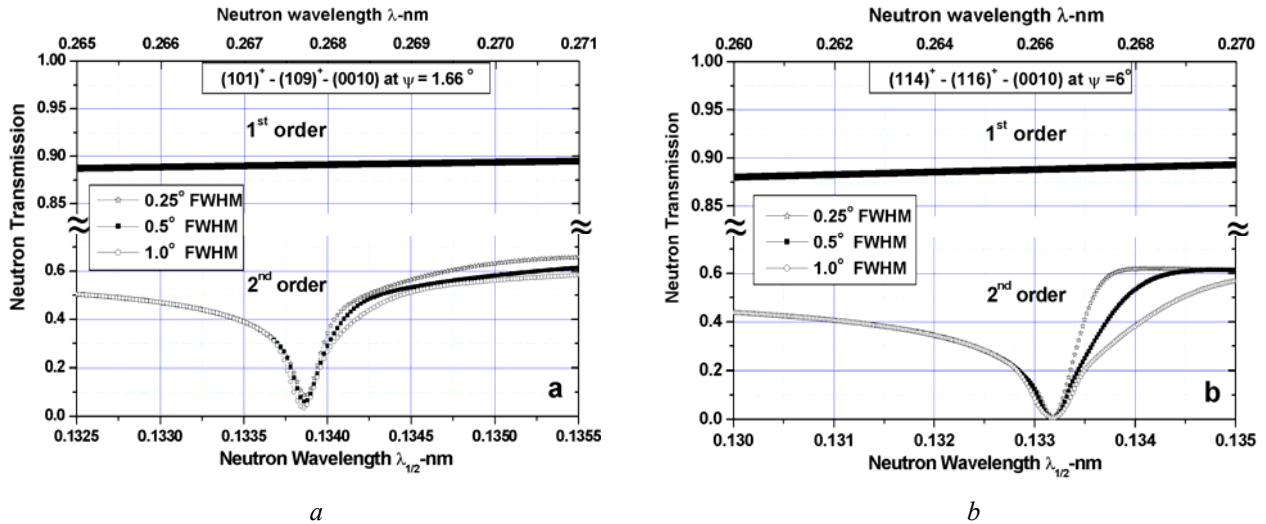 Neutron wavelength λ-nm
0.265 0.266 0.267 0.268 0.269 0.270 0.271
1.00
0.95
0.90
0.85
0.6
0.4
0.2
0.0
Neutron Transmission
(101)⁺ - (109)⁺ - (0010) at ψ = 1.66°
1ˢᵗ order
0.25° FWHM
0.5° FWHM
1.0° FWHM
2ⁿᵈ order
a
0.1325 0.1330 0.1335 0.1340 0.1345 0.1350 0.1355
Neutron Wavelength λ₁/₂-nm
a
Neutron wavelength λ-nm
0.260 0.262 0.264 0.266 0.268 0.270
1.00
0.95
0.90
0.85
0.6
0.4
0.2
0.0
Neutron Transmission
(114)⁺ - (116)⁺ - (0010) at ψ =6°
1ˢᵗ order
0.25° FWHM
0.5° FWHM
1.0° FWHM
2ⁿᵈ order
b
0.130 0.131 0.132 0.133 0.134 0.135
Neutron Wavelength λ₁/₂-nm
b